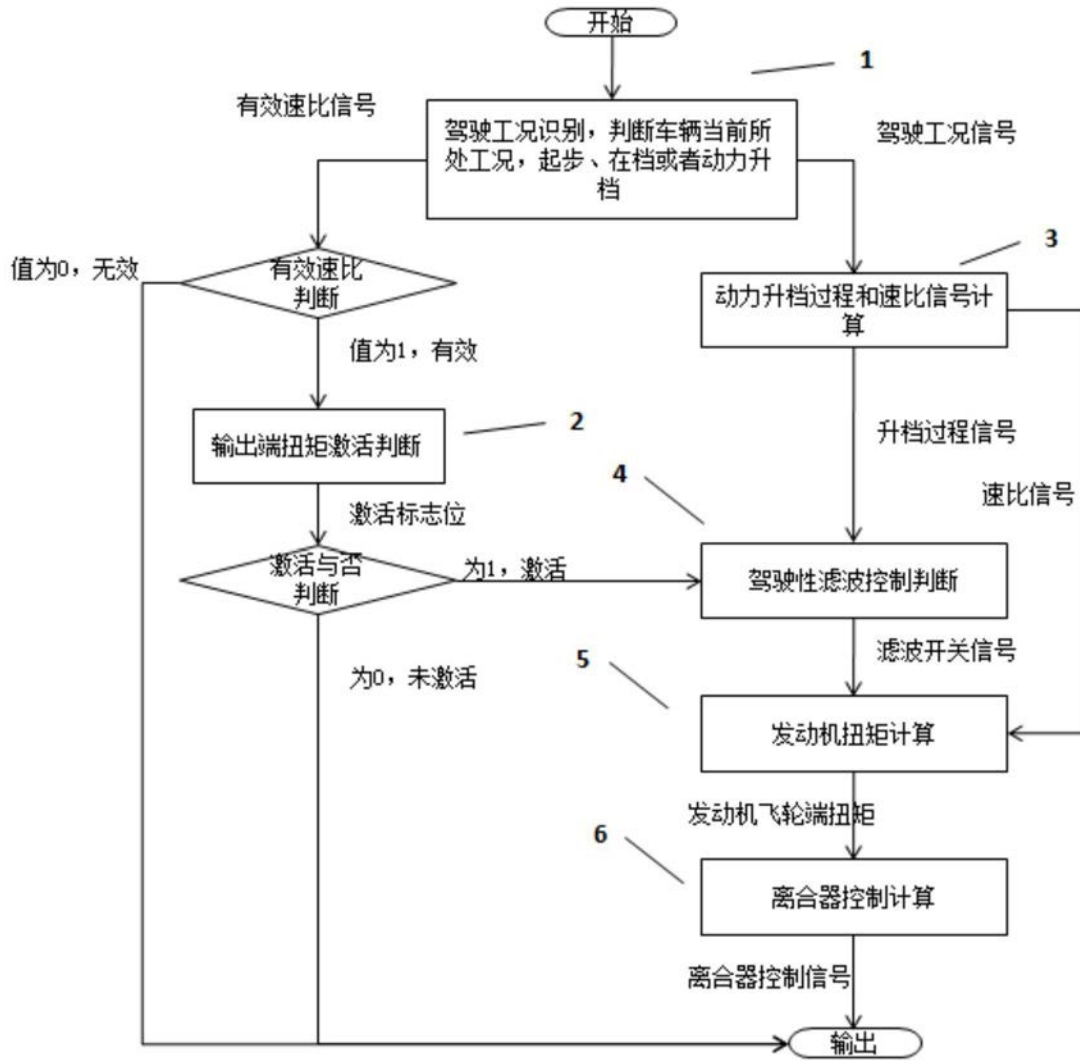 开始
1
有效速比信号
驾驶工况识别，判断车辆当前所
处工况，起步、在档或者动力升
档
驾驶工况信号
3
值为0，无效
有效速比
判断
动力升档过程和速比信号计
算
值为1，有效
2
输出端扭矩激活判断
升档过程信号
4
速比信号
激活标志位
激活与否
判断
为1，激活
驾驶性滤波控制判断
滤波开关信号
5
为0，未激活
发动机扭矩计算
发动机飞轮端扭矩
6
离合器控制计算
离合器控制信号
输出